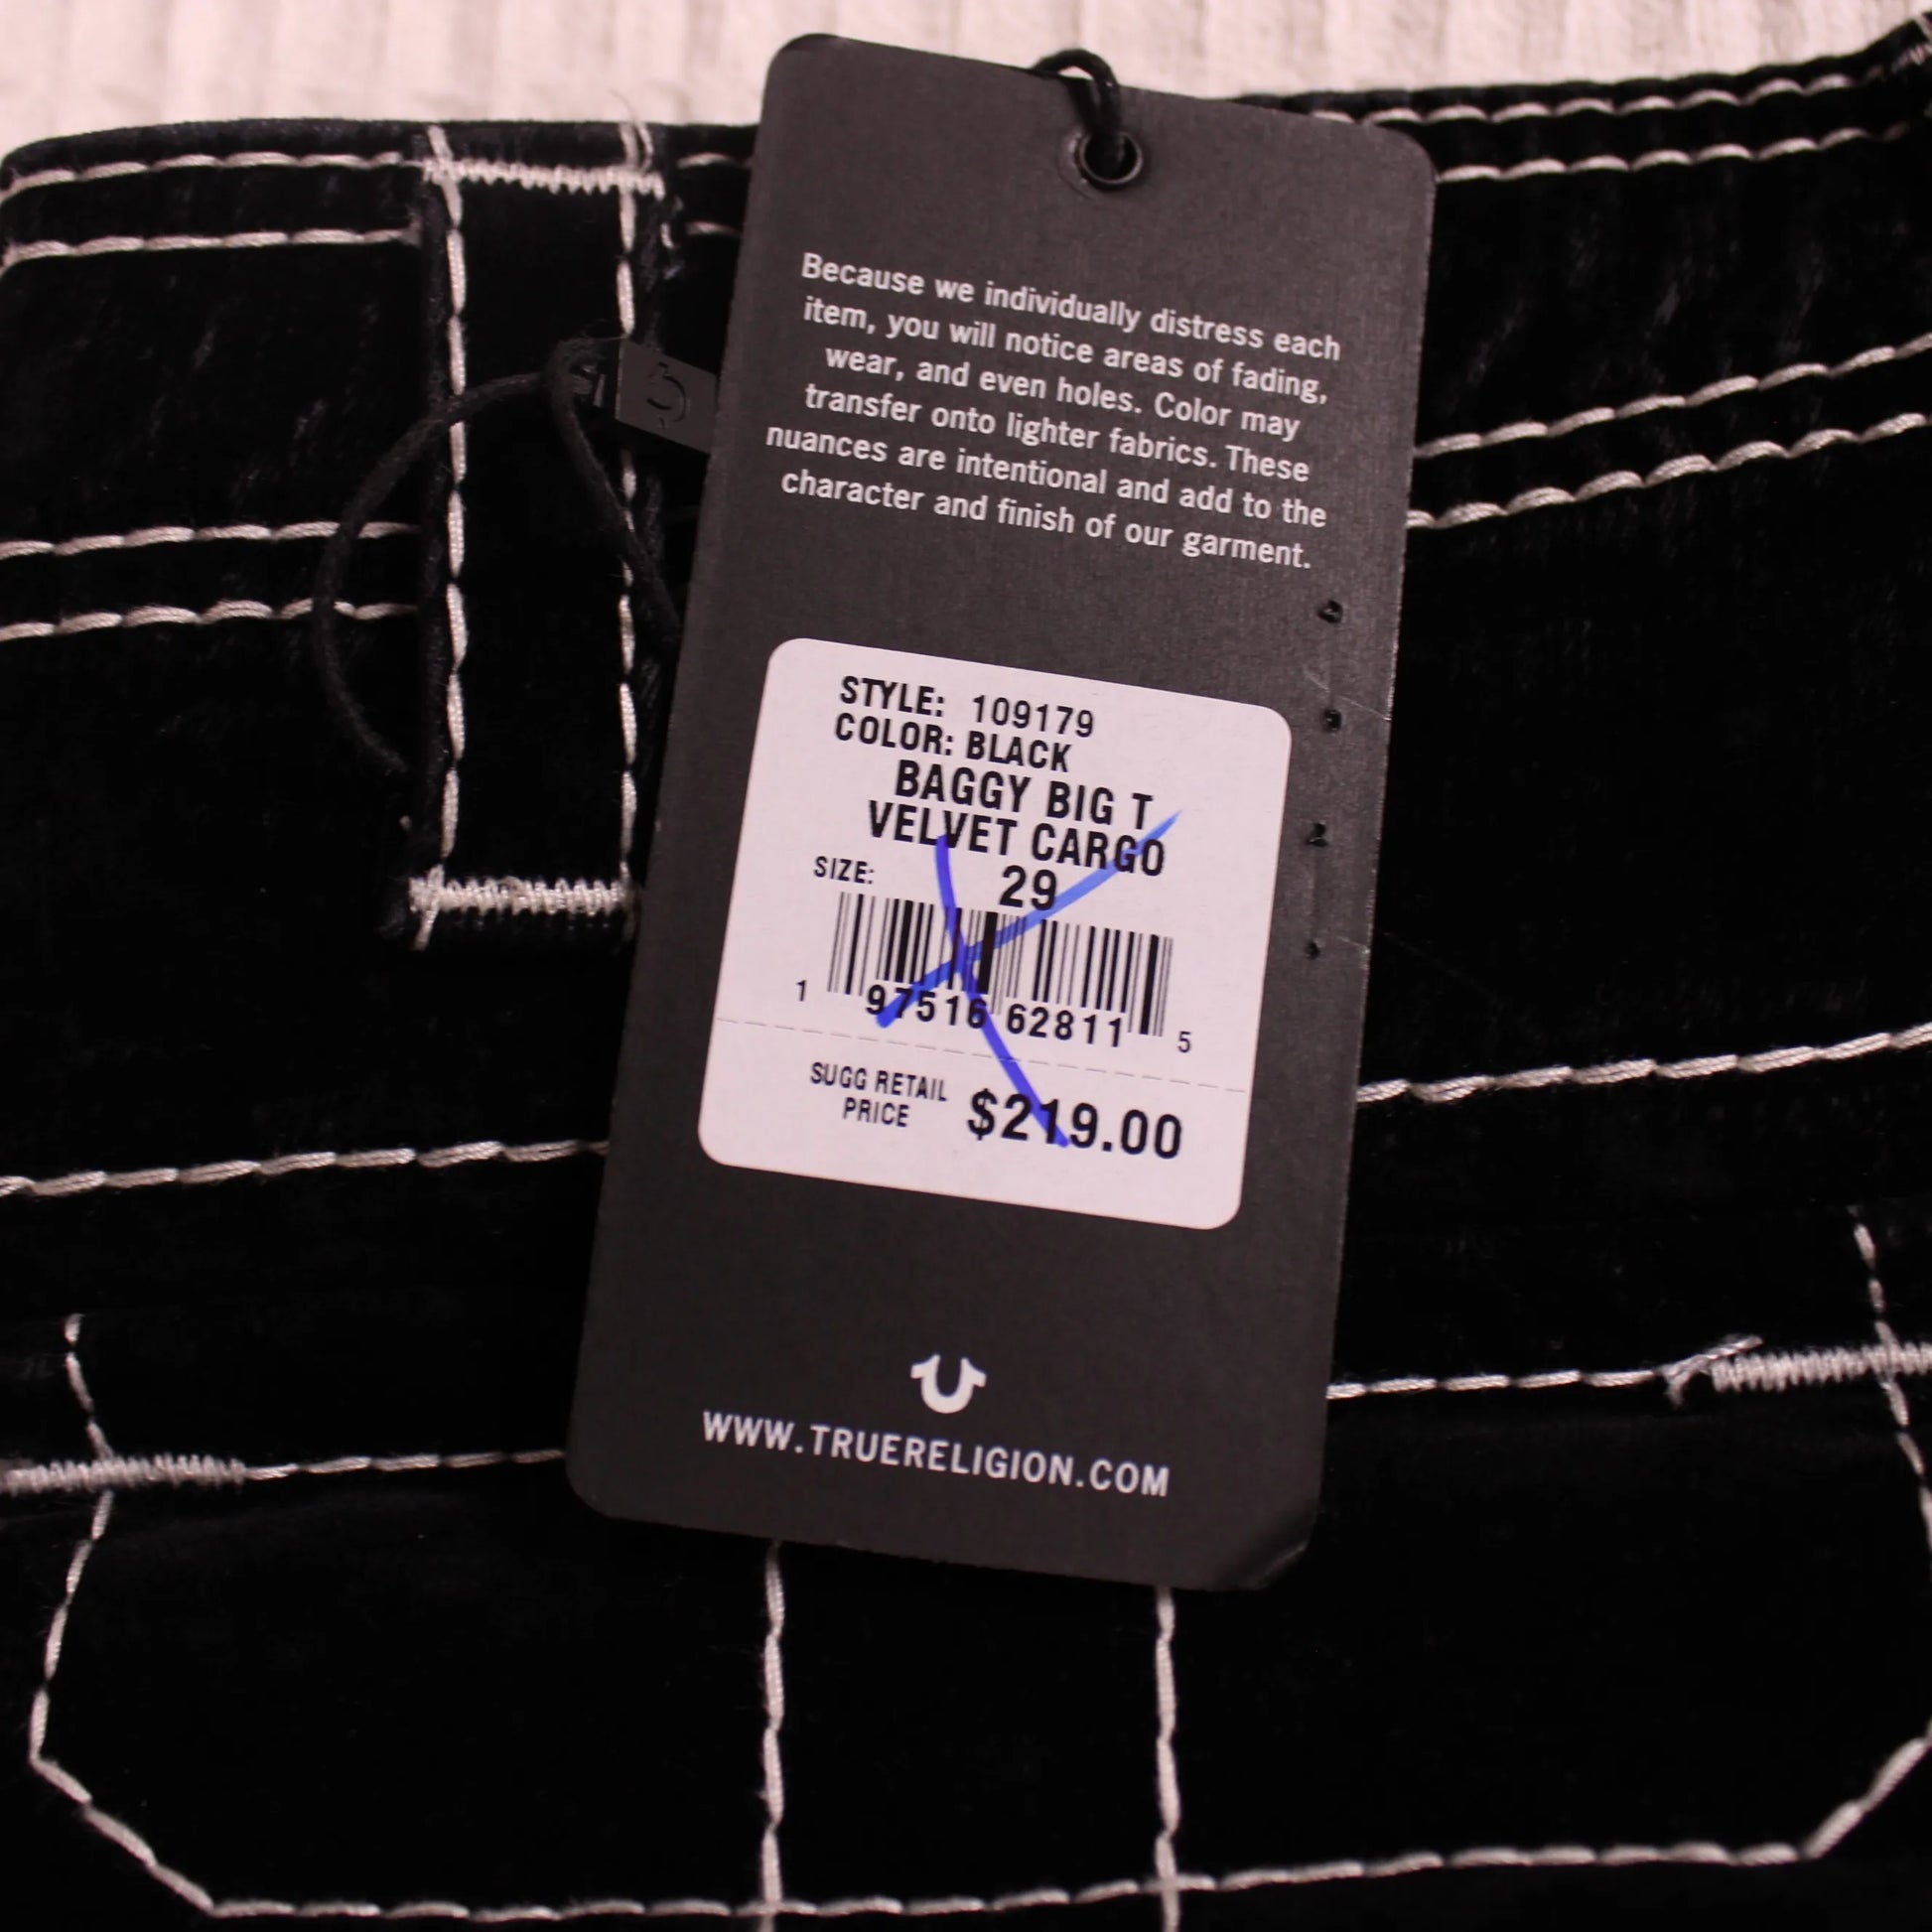 Because we individually distress each
item, you will notice areas of fading,
wear, and even holes. Color may
transfer onto lighter fabrics. These
nuances are intentional and add to the
character and finish of our garment.
STYLE: 109179
COLOR: BLACK
BAGGY BIG T
VELVET CARGO
SIZE: 29
1 97516 62811 5
SUGG RETAIL
PRICE $219.00
WWW.TRUERELIGION.COM